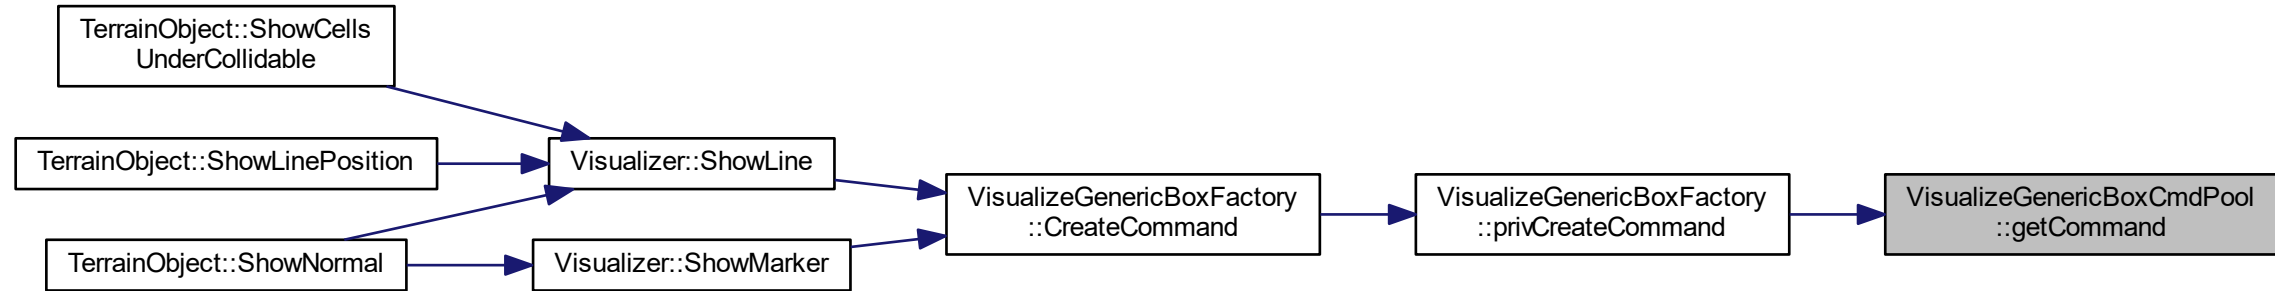 TerrainObject::ShowCells
UnderCollidable
TerrainObject::ShowLinePosition
TerrainObject::ShowNormal
Visualizer::ShowLine
Visualizer::ShowMarker
VisualizeGenericBoxFactory
::CreateCommand
VisualizeGenericBoxFactory
::privCreateCommand
VisualizeGenericBoxCmdPool
::getCommand